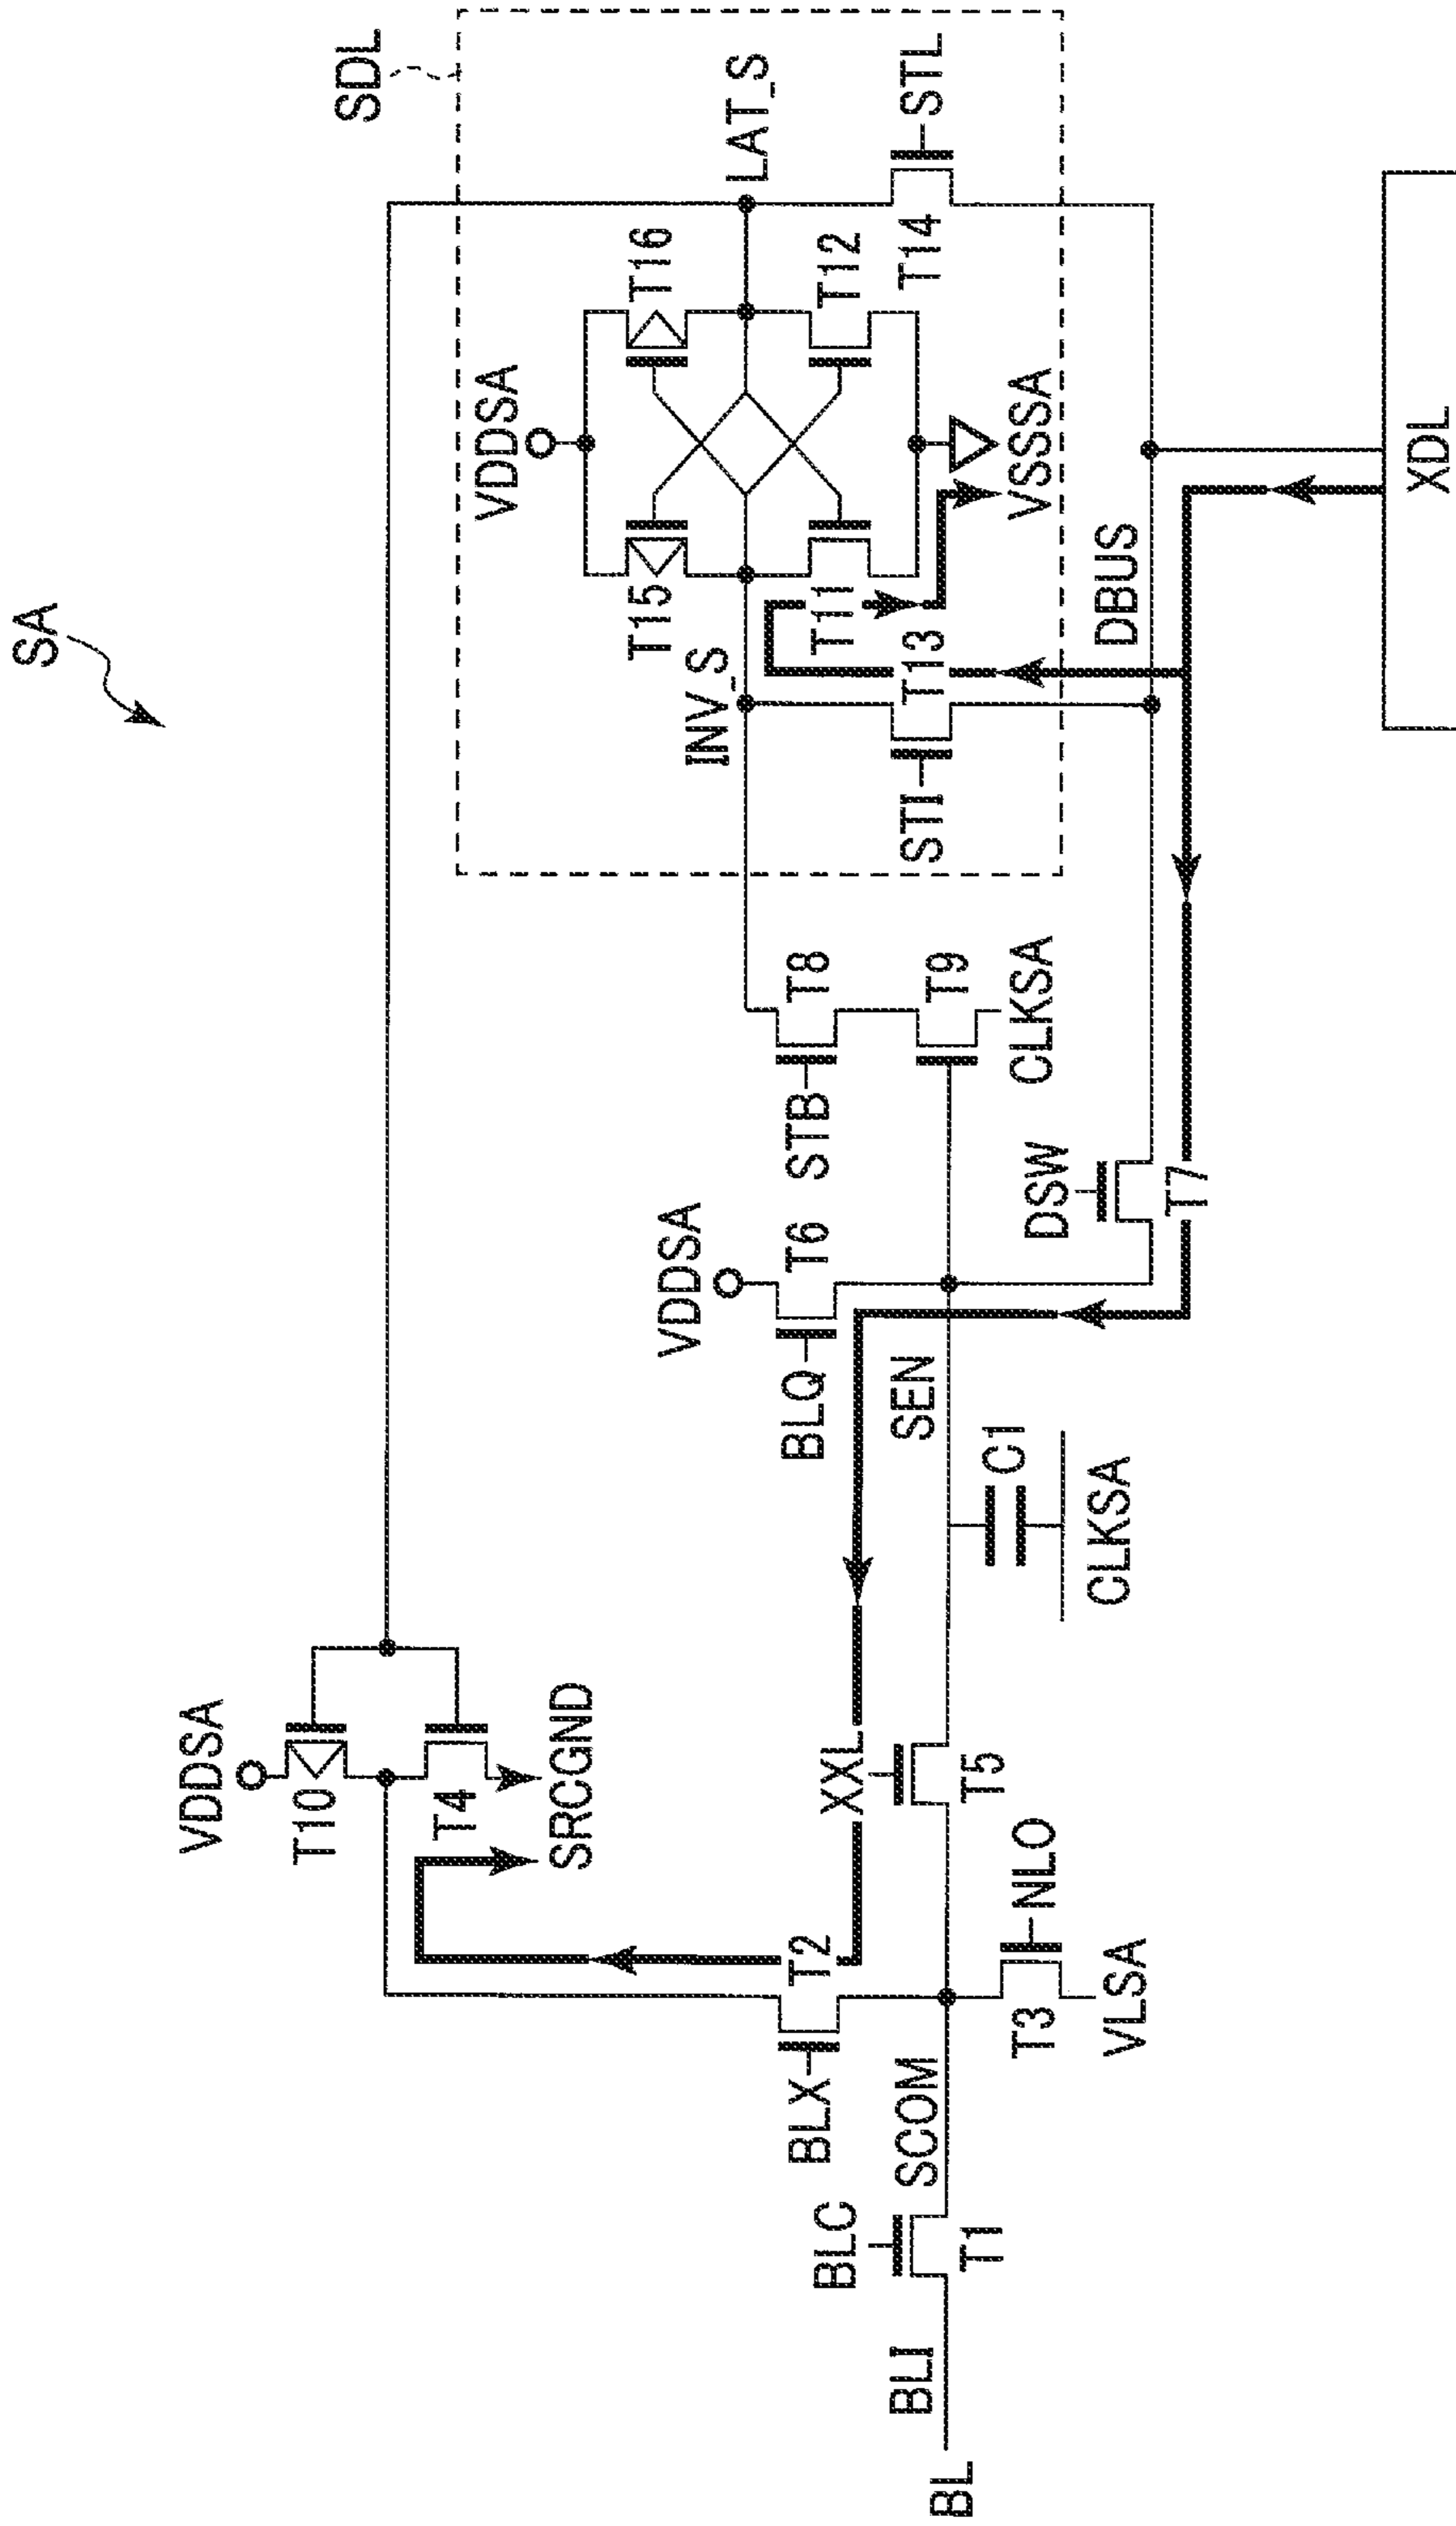 SA
SDL
VDDSA
T10
T4
SRCGND
VDDSA
T15
T16
LAT_S
INV_S
T11
T12
VSSSA
STI
T13
T14
STL
DBUS
XDL
VDDSA
BLQ
T6
STB
T8
T9
CLKSA
SEN
DSW
T7
C1
CLKSA
XXL
T5
BLX
T2
SCOM
NLO
T3
VLSA
BLC
T1
BLI
BL